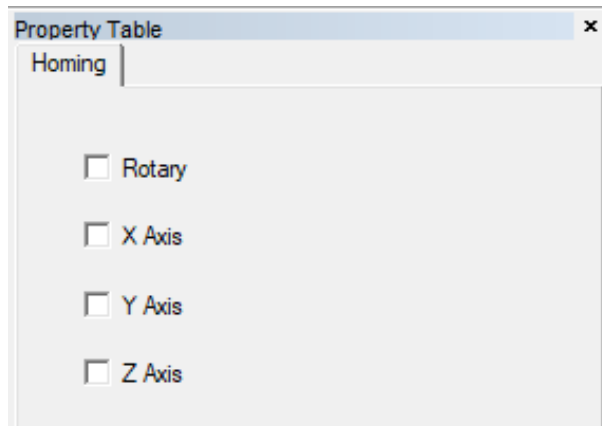 Property Table
Homing
Rotary
X Axis
Y Axis
Z Axis